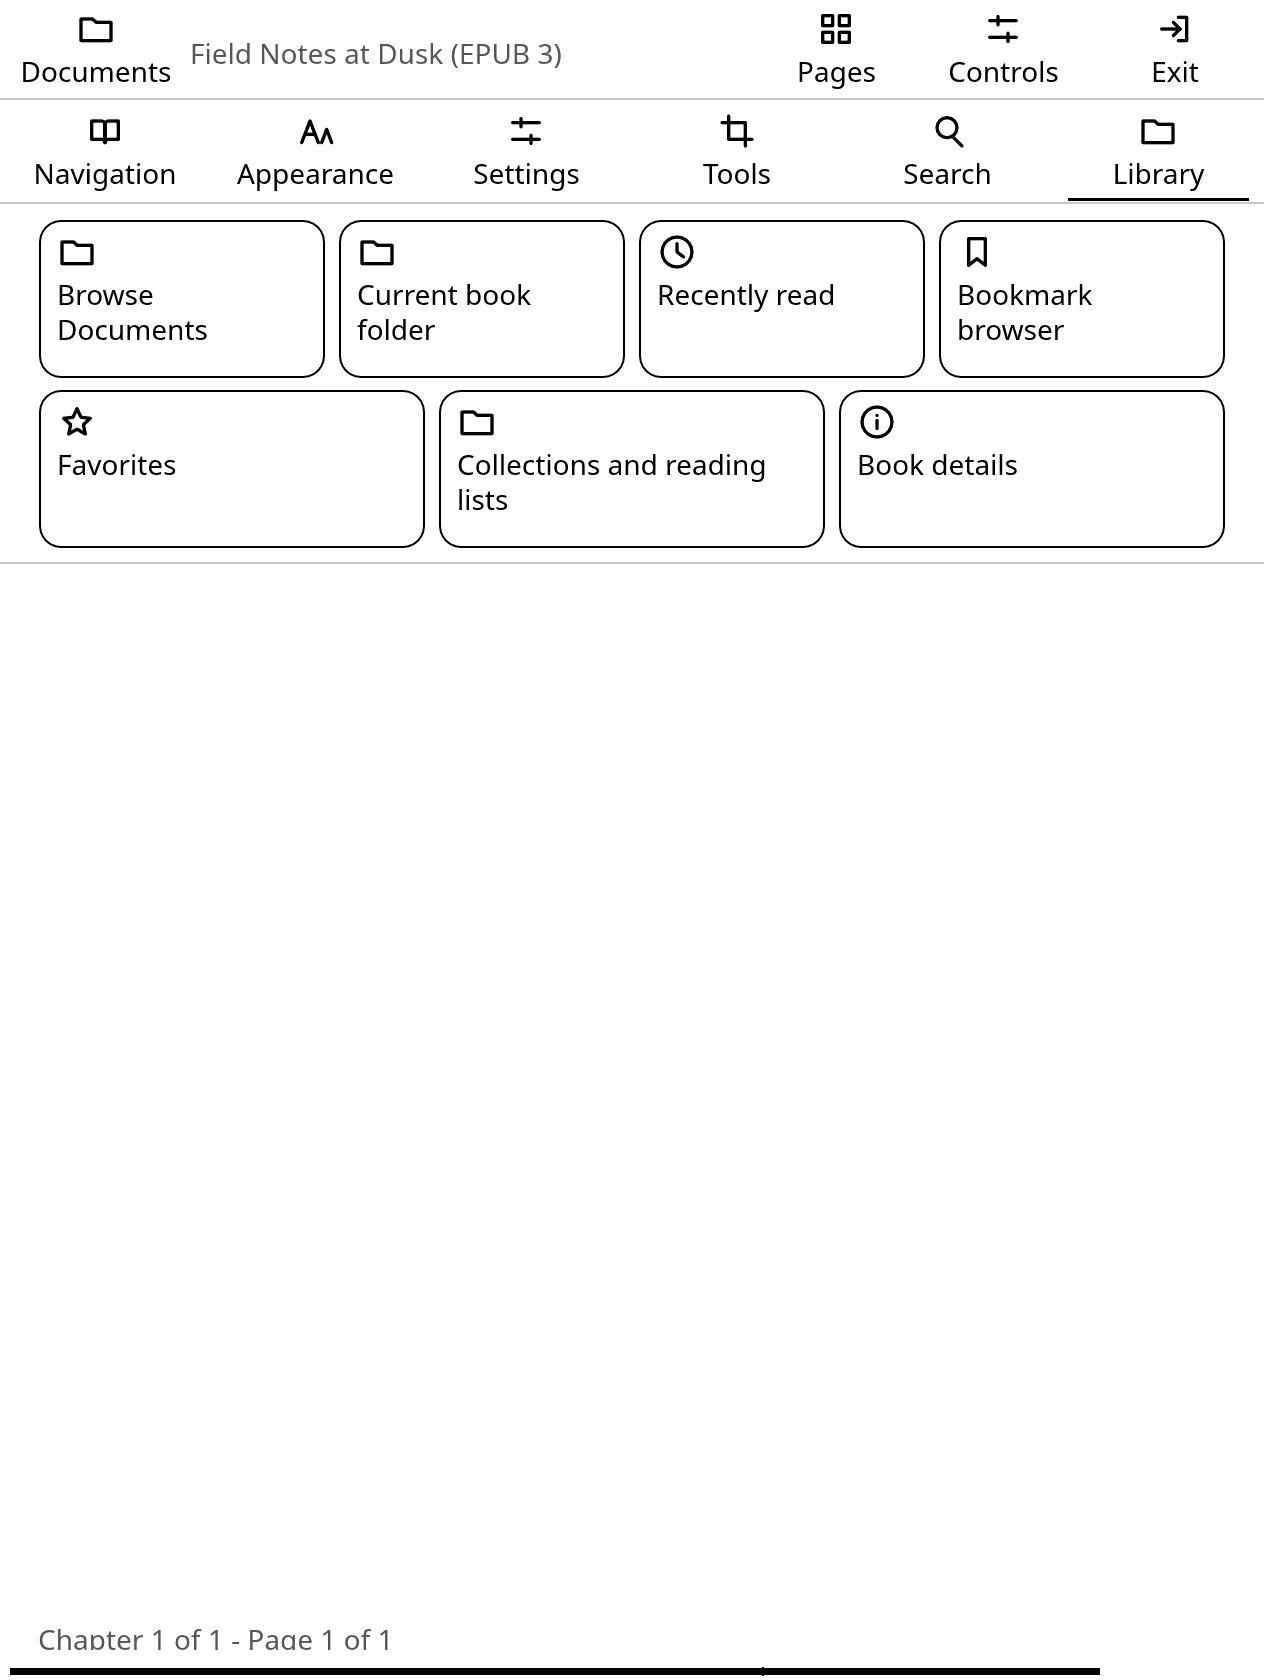 Documents
Field Notes at Dusk (EPUB 3)
Pages
Controls
Exit
Navigation
Appearance
Settings
Tools
Search
Library
Browse
Documents
Current book
folder
Recently read
Bookmark
browser
Favorites
Collections and reading
lists
Book details
Chapter 1 of 1 - Page 1 of 1